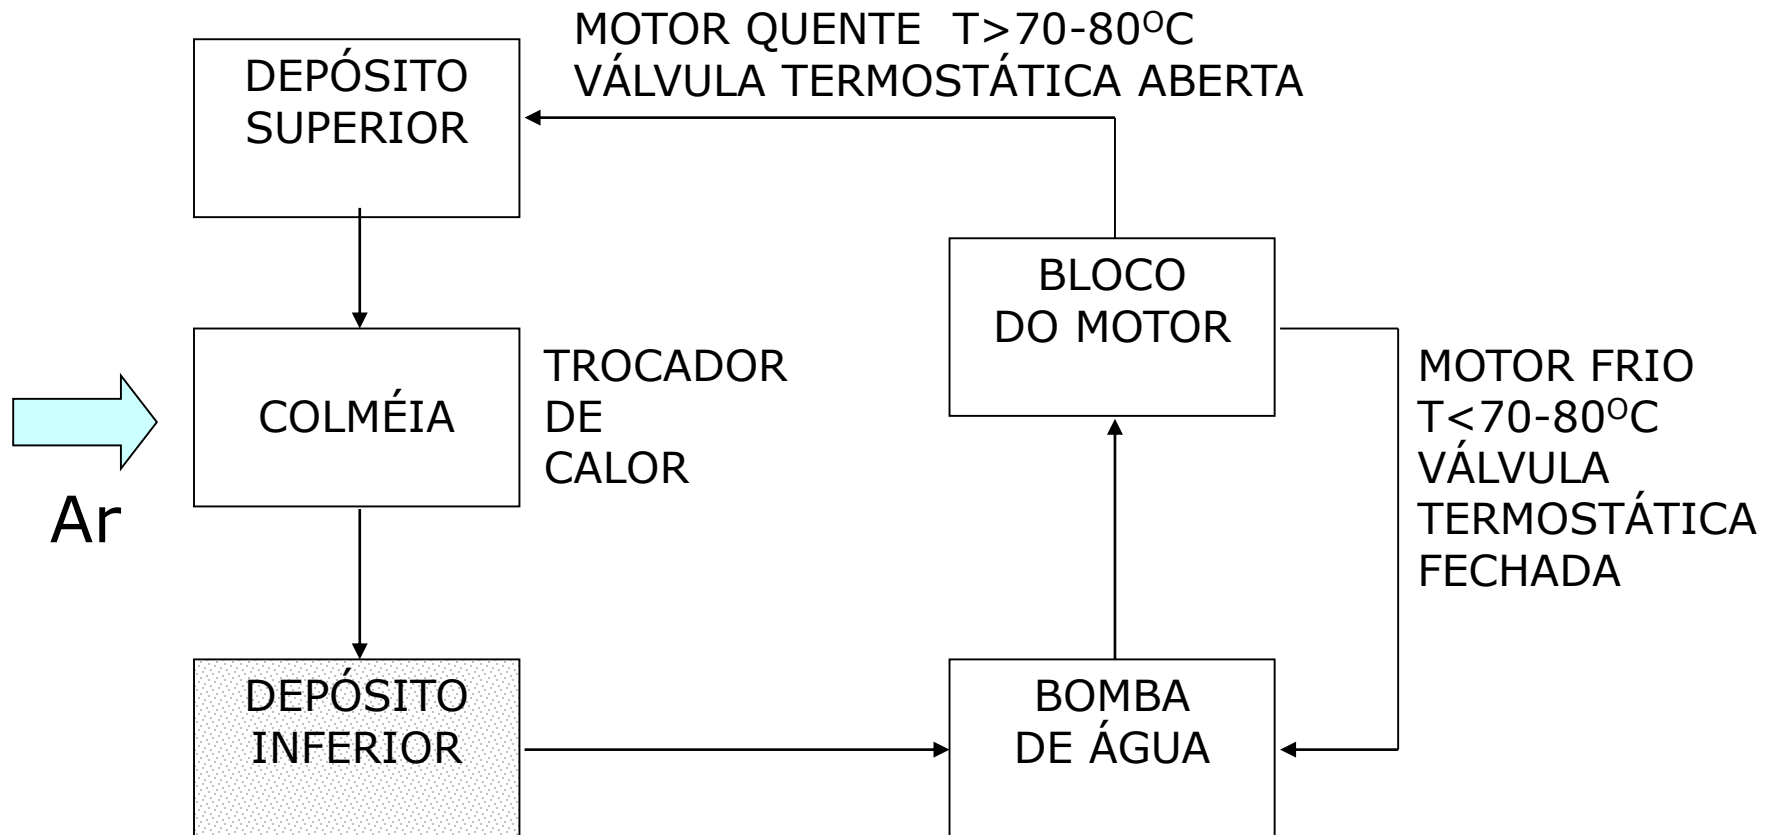 MOTOR QUENTE T>70-80ºC
VÁLVULA TERMOSTÁTICA ABERTA
DEPÓSITO
SUPERIOR
BLOCO
DO MOTOR
COLMÉIA
TROCADOR
DE
CALOR
MOTOR FRIO
T<70-80ºC
VÁLVULA
TERMOSTÁTICA
FECHADA
Ar
DEPÓSITO
INFERIOR
BOMBA
DE ÁGUA